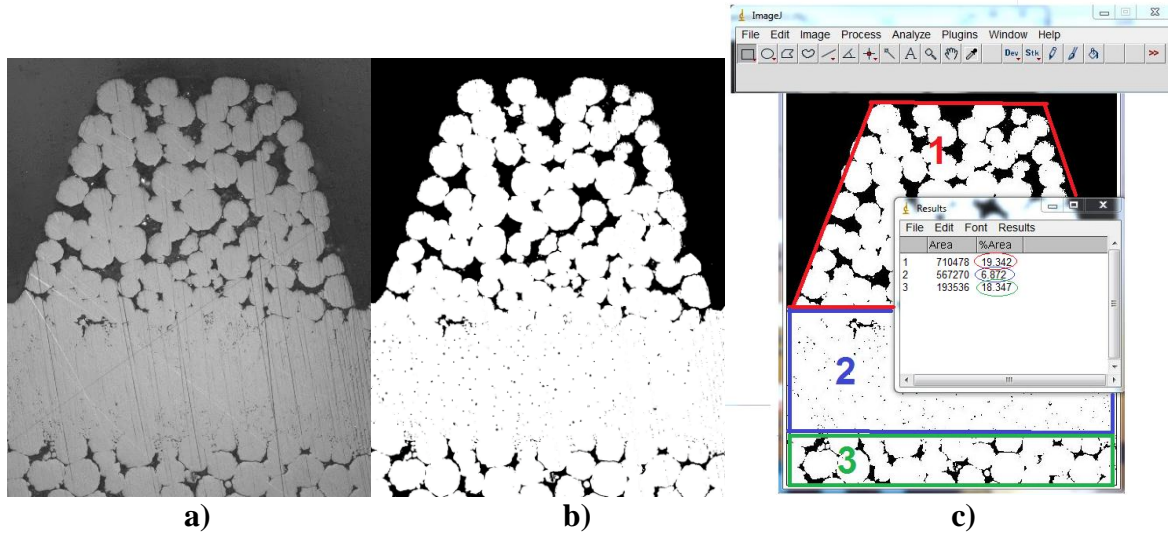 ImageJ
File Edit Image Process Analyze Plugins Window Help
Dev Stk >>
1
Results
File Edit Font Results
Area %Area
1 710478 19.342
2 567270 6.872
3 193536 18.347
2
3
a) b) c)